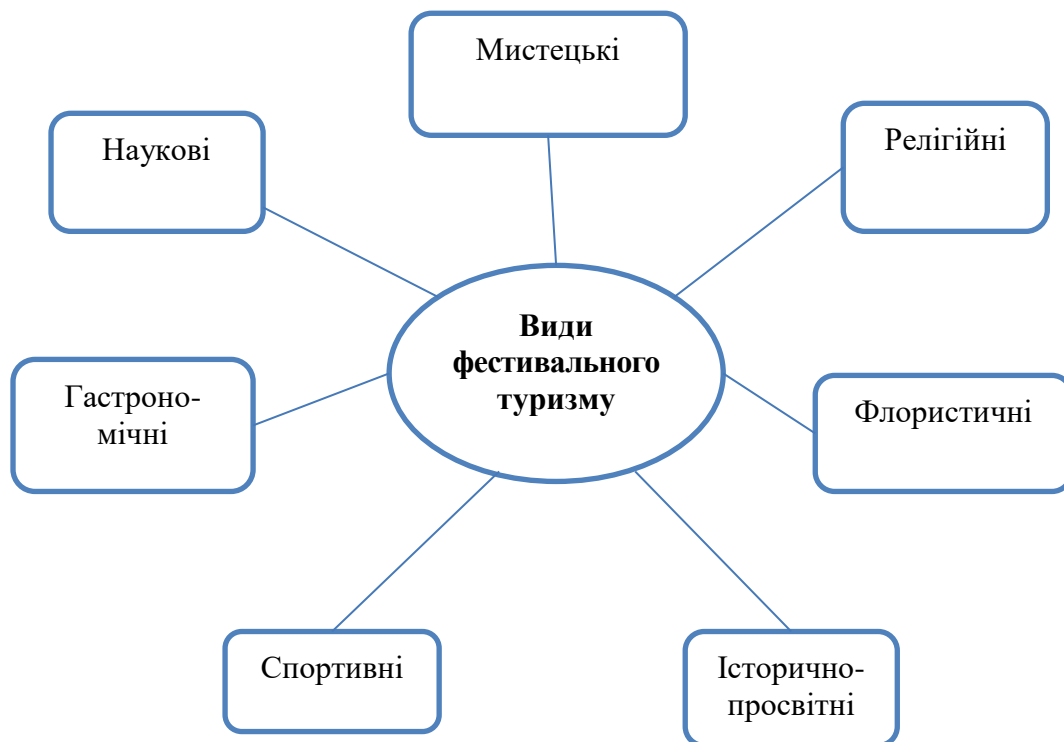 Мистецькі
Наукові
Релігійні
Види
фестивального
туризму
Гастроно-
мічні
Флористичні
Спортивні
Історично-
просвітні